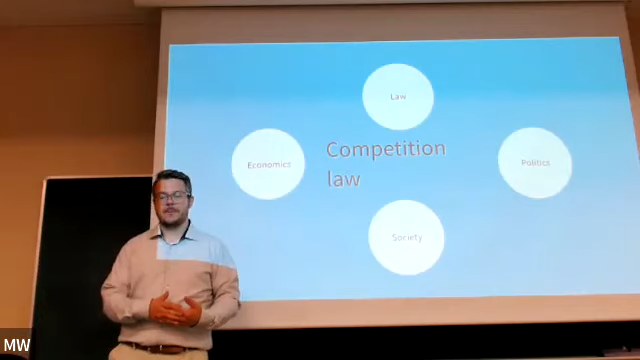 Law
Competition
law
Economics
Politics
Society
MW